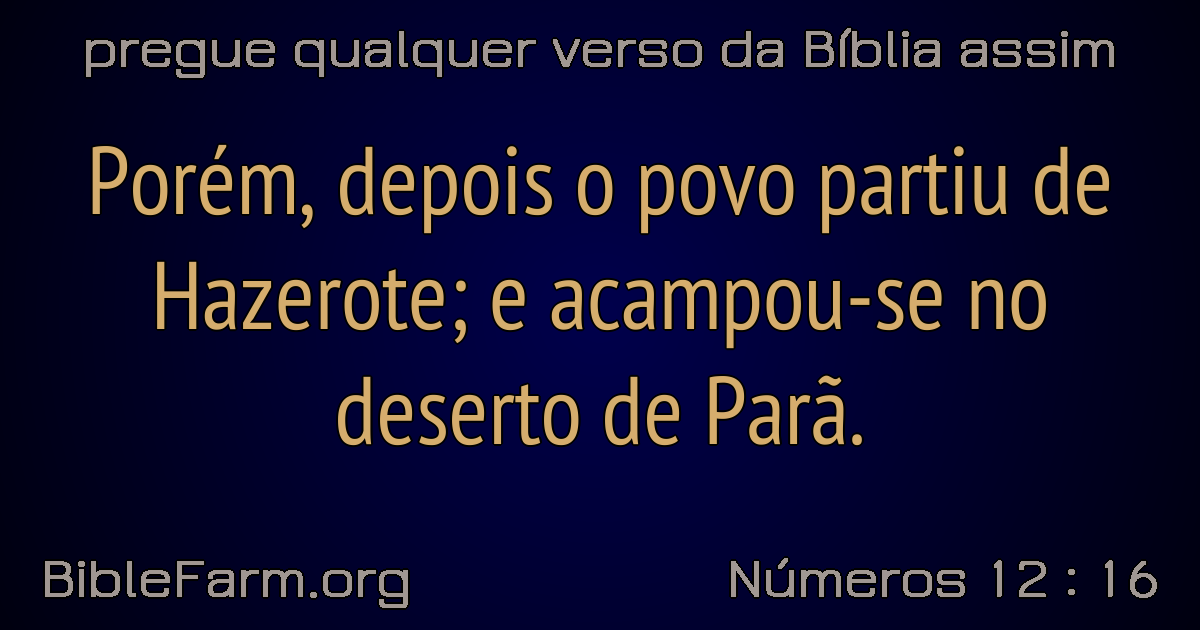 pregue qualquer verso da Bíblia assim
Porém, depois o povo partiu de
Hazerote; e acampou-se no
deserto de Parã.
BibleFarm.org
Números 12 : 16